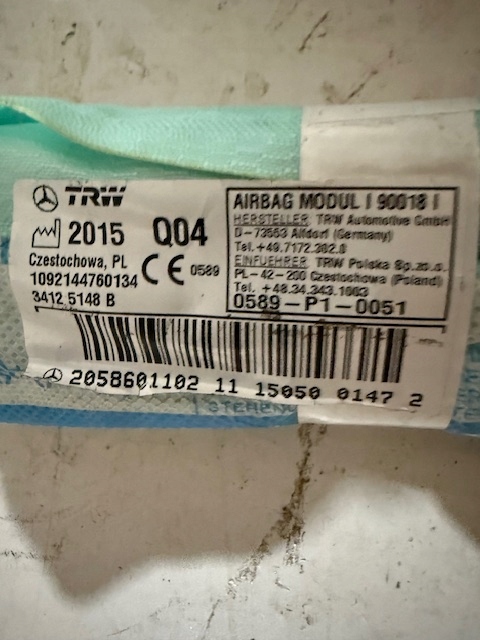 TRW
2015 Q04
Czestochowa, PL
1092144760134
3412 5148 B
CE 0589
AIRBAG MODUL I 90018 I
HERSTELLER TRW Automotive GmbH
D-73553 Alfdorf (Germany)
Tel.+49.7172.302.0
EINFUEHRER TRW Polska Sp.zo.o.
PL-42-200 Czestochowa (Poland)
Tel. +48.34.343.1003
0589-P1-0051
2058601102 11 15050 0147 2